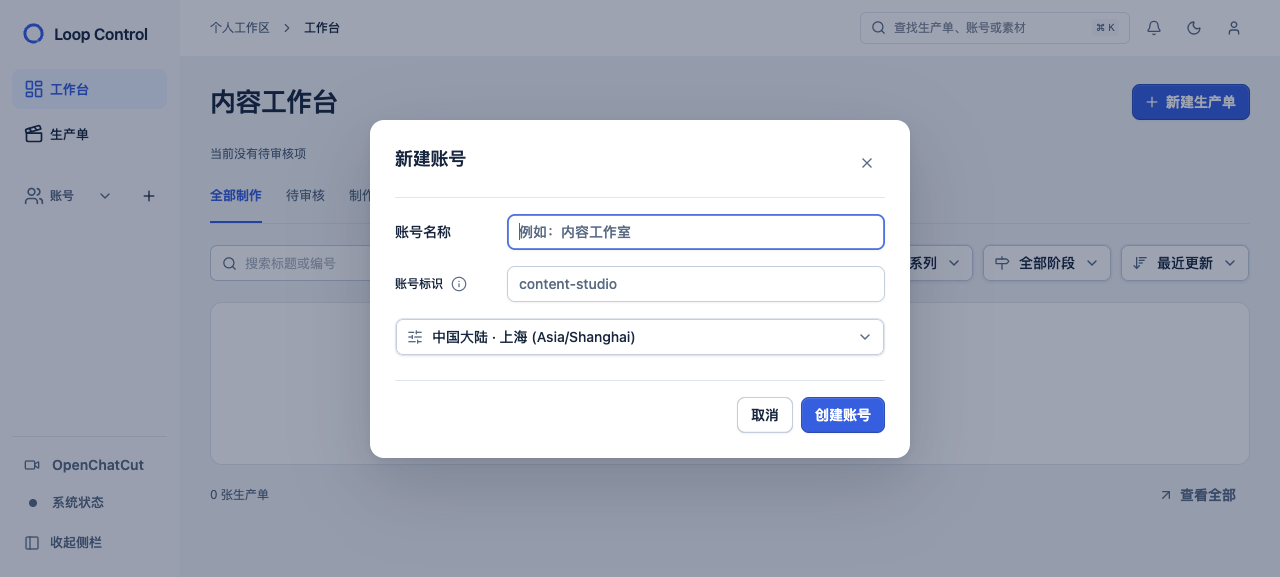 Loop Control
个人工作区 > 工作台
查找生产单、账号或素材 ⌘ K
工作台
生产单
账号
内容工作台
+ 新建生产单
当前没有待审核项
全部制作 待审核 制作
搜索标题或编号
系列
全部阶段
最近更新
新建账号
账号名称
例如：内容工作室
账号标识
content-studio
中国大陆 · 上海 (Asia/Shanghai)
取消
创建账号
0 张生产单
查看全部
OpenChatCut
系统状态
收起侧栏